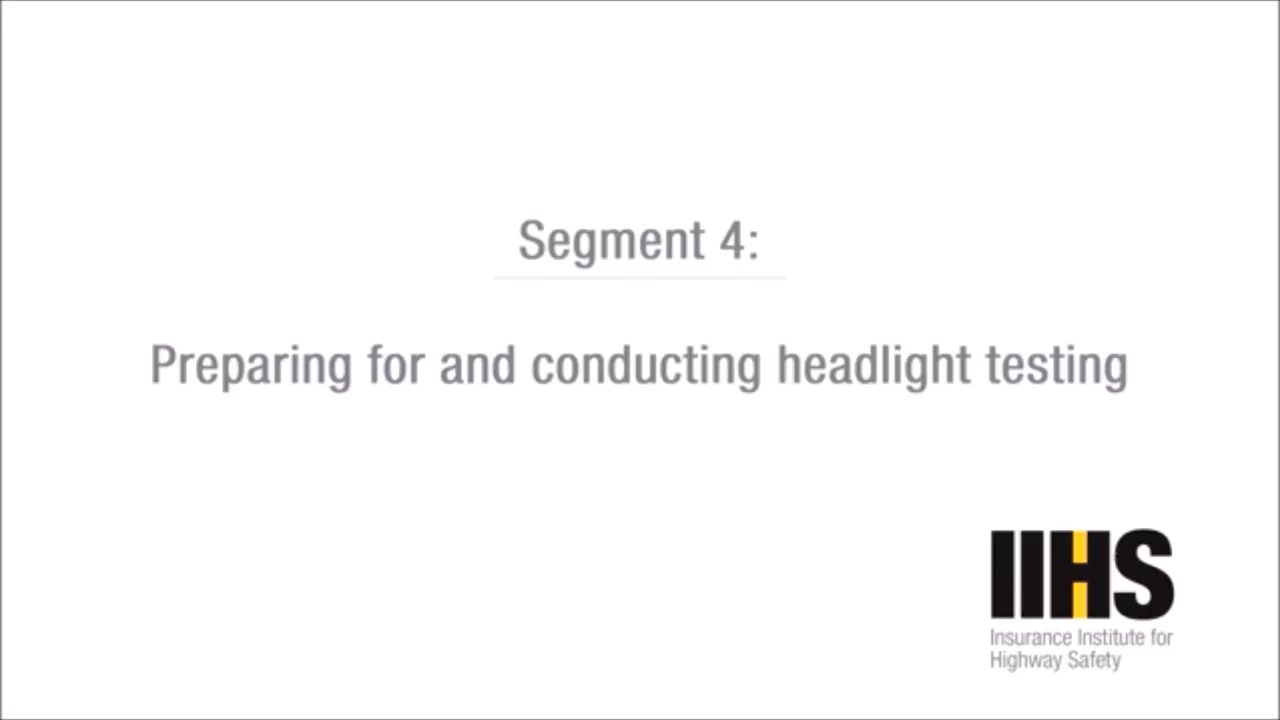 Segment 4:
Preparing for and conducting headlight testing
IIHS
Insurance Institute for
Highway Safety